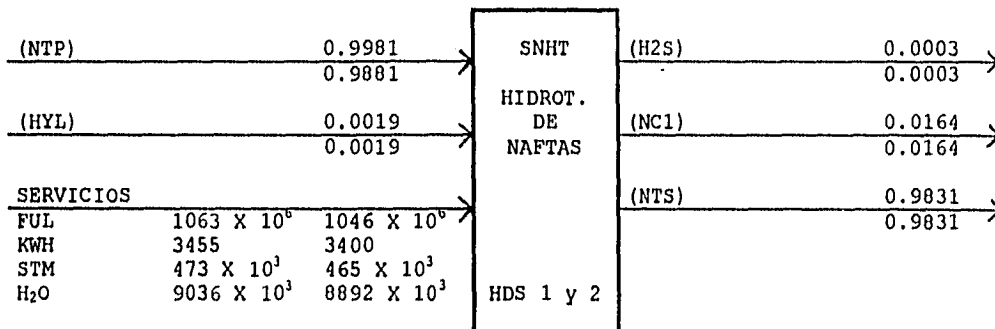 (NTP) 0.9981 SNHT (H2S) 0.0003
0.9881 0.0003
HIDROT.
(HYL) 0.0019 DE (NC1) 0.0164
0.0019 NAFTAS 0.0164
SERVICIOS (NTS) 0.9831
FUL 1063 X 10⁶ 1046 X 10⁶ 0.9831
KWH 3455 3400
STM 473 X 10³ 465 X 10³
H₂O 9036 X 10³ 8892 X 10³ HDS 1 y 2